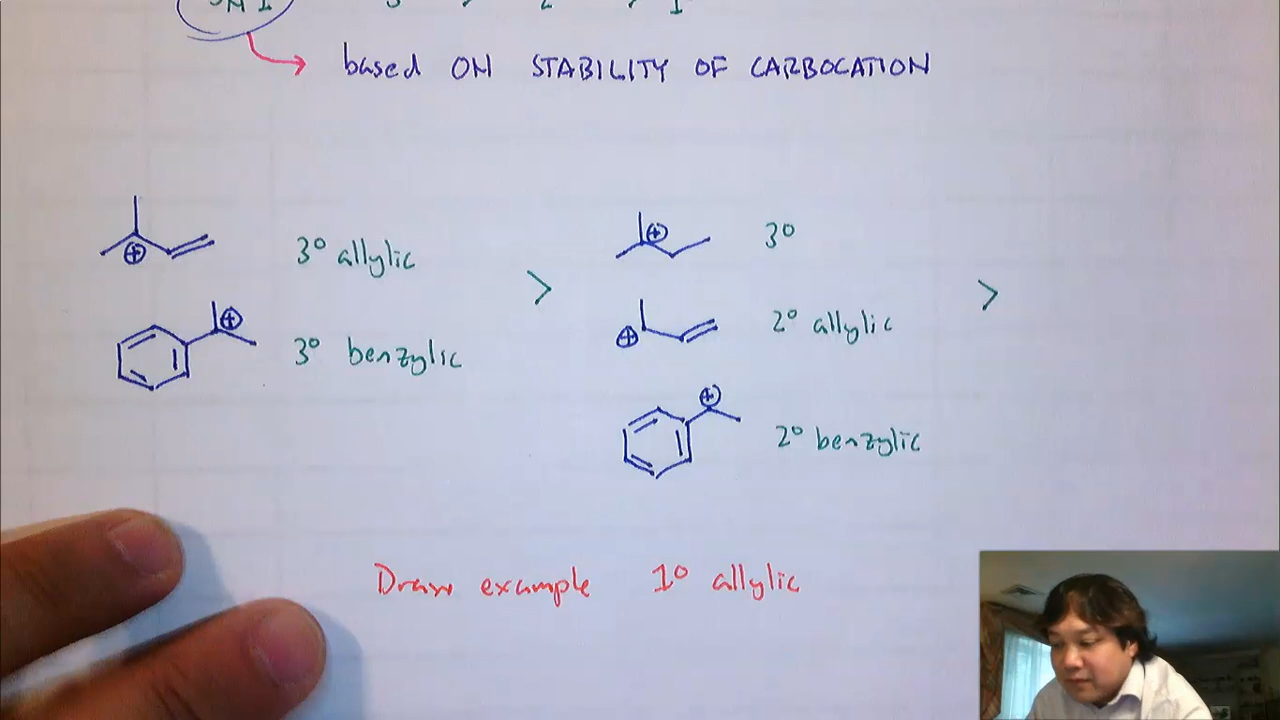 based ON STABILITY OF CARBOCATION
3° allylic
3° benzylic
>
3°
2° allylic
2° benzylic
>
Draw example 1° allylic